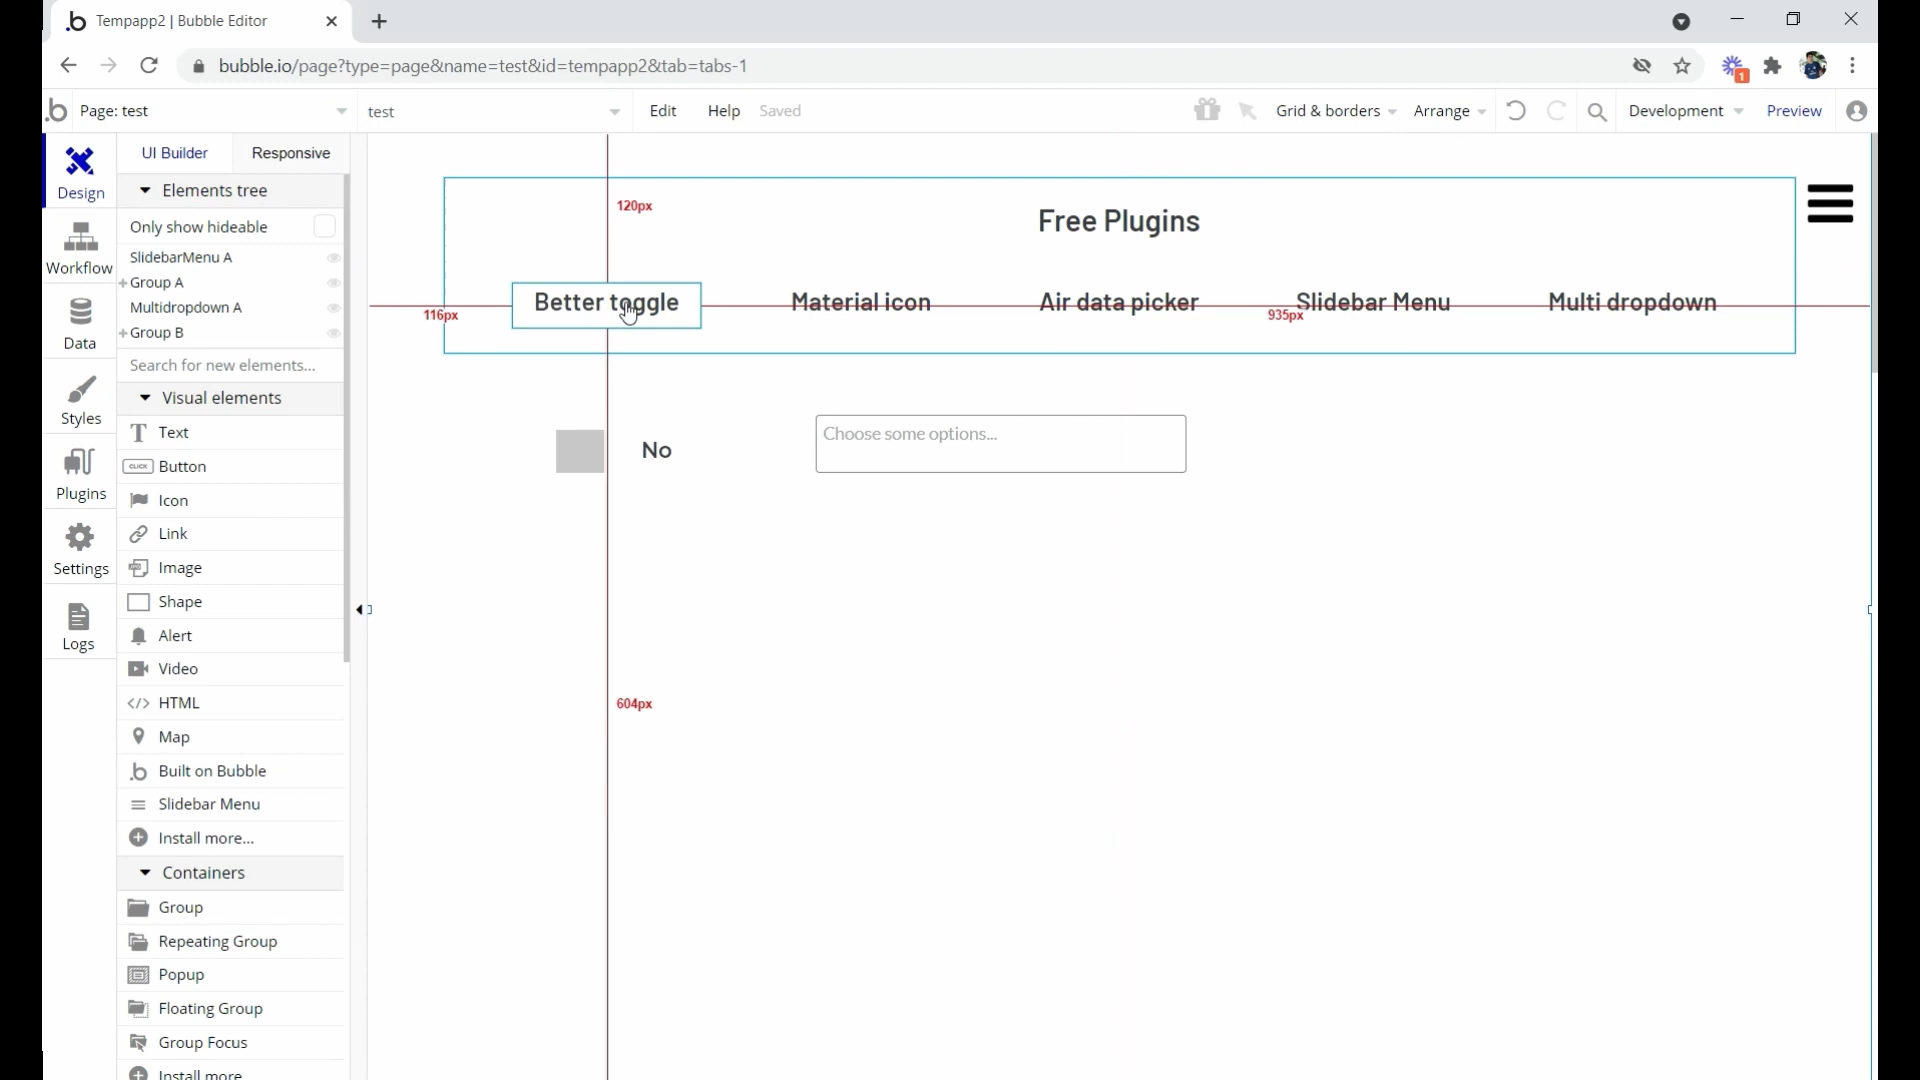 Tempapp2 | Bubble Editor
bubble.io/page?type=page&name=test&id=tempapp2&tab=tabs-1
1
Page: test
test
Edit
Help
Saved
Grid & borders
Arrange
Development
Preview
Design
Workflow
Data
Styles
Plugins
Settings
Logs
UI Builder
Responsive
Elements tree
Only show hideable
SlidebarMenu A
Group A
Multidropdown A
Group B
Search for new elements...
Visual elements
Text
CLICK Button
Icon
Link
Image
Shape
Alert
Video
</> HTML
Map
Built on Bubble
Slidebar Menu
Install more...
Containers
Group
Repeating Group
Popup
Floating Group
Group Focus
Install more
120px
Free Plugins
Better toggle
Material icon
Air data picker
Slidebar Menu
Multi dropdown
116px
935px
No
Choose some options...
604px